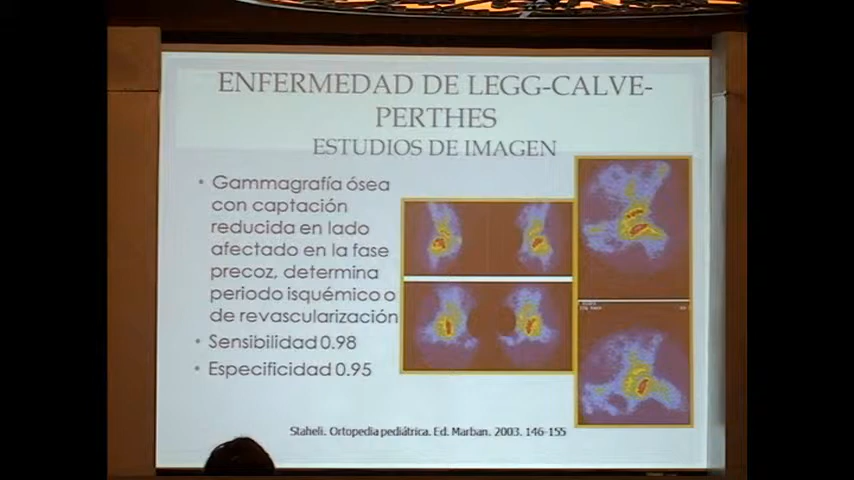 ENFERMEDAD DE LEGG-CALVE-
PERTHES
ESTUDIOS DE IMAGEN
• Gammagrafía ósea
con captación
reducida en lado
afectado en la fase
precoz, determina
periodo isquémico o
de revascularización
• Sensibilidad 0.98
• Especificidad 0.95
Staheli. Ortopedia pediátrica. Ed. Marban. 2003. 146-155